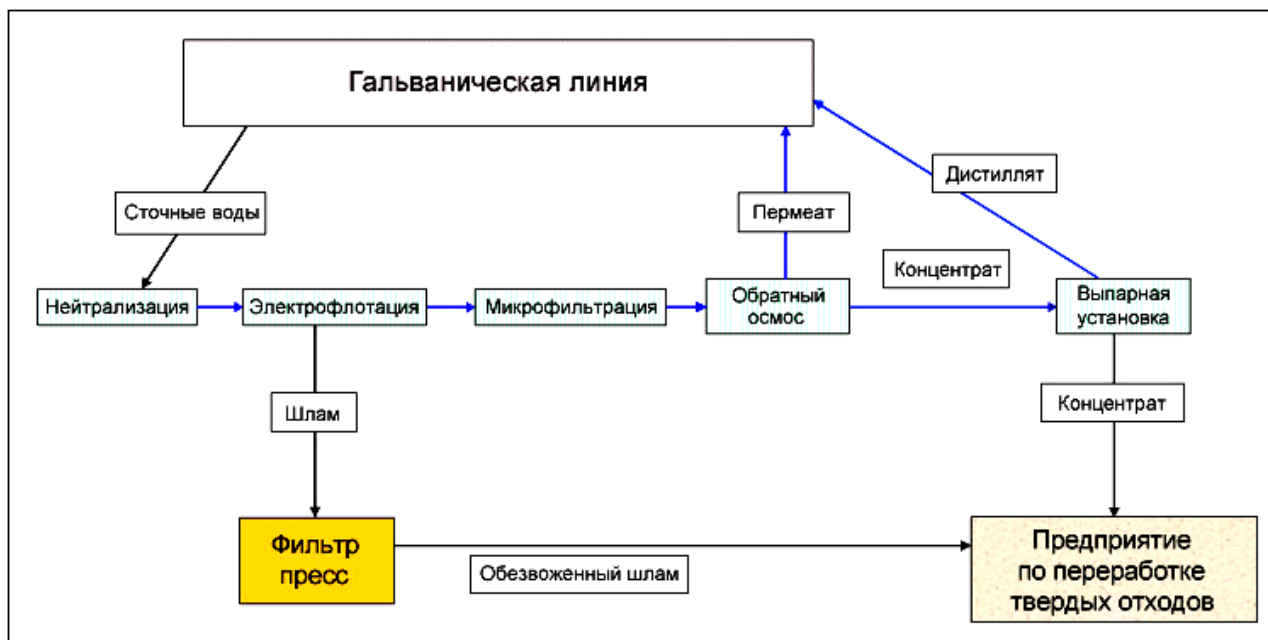 Гальваническая линия
Дистиллят
Сточные воды
Пермеат
Концентрат
Нейтрализация
Электрофлотация
Микрофильтрация
Обратный
осмос
Выпарная
установка
Шлам
Концентрат
Фильтр
пресс
Обезвоженный шлам
Предприятие
по переработке
твердых отходов